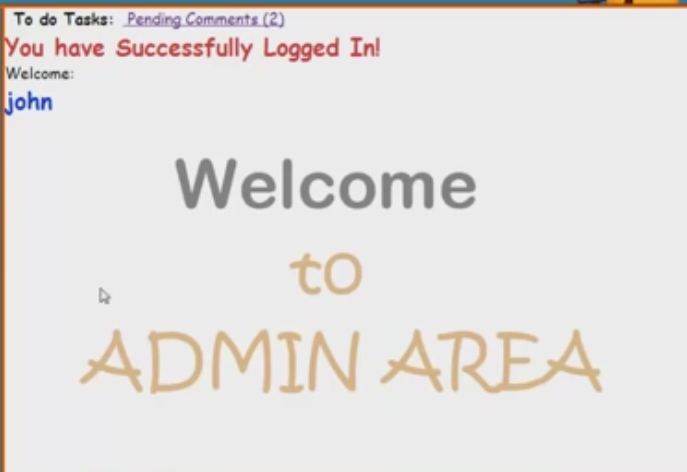 To do Tasks: Pending Comments (2)
You have Successfully Logged In!
Welcome:
john
Welcome
to
ADMIN AREA